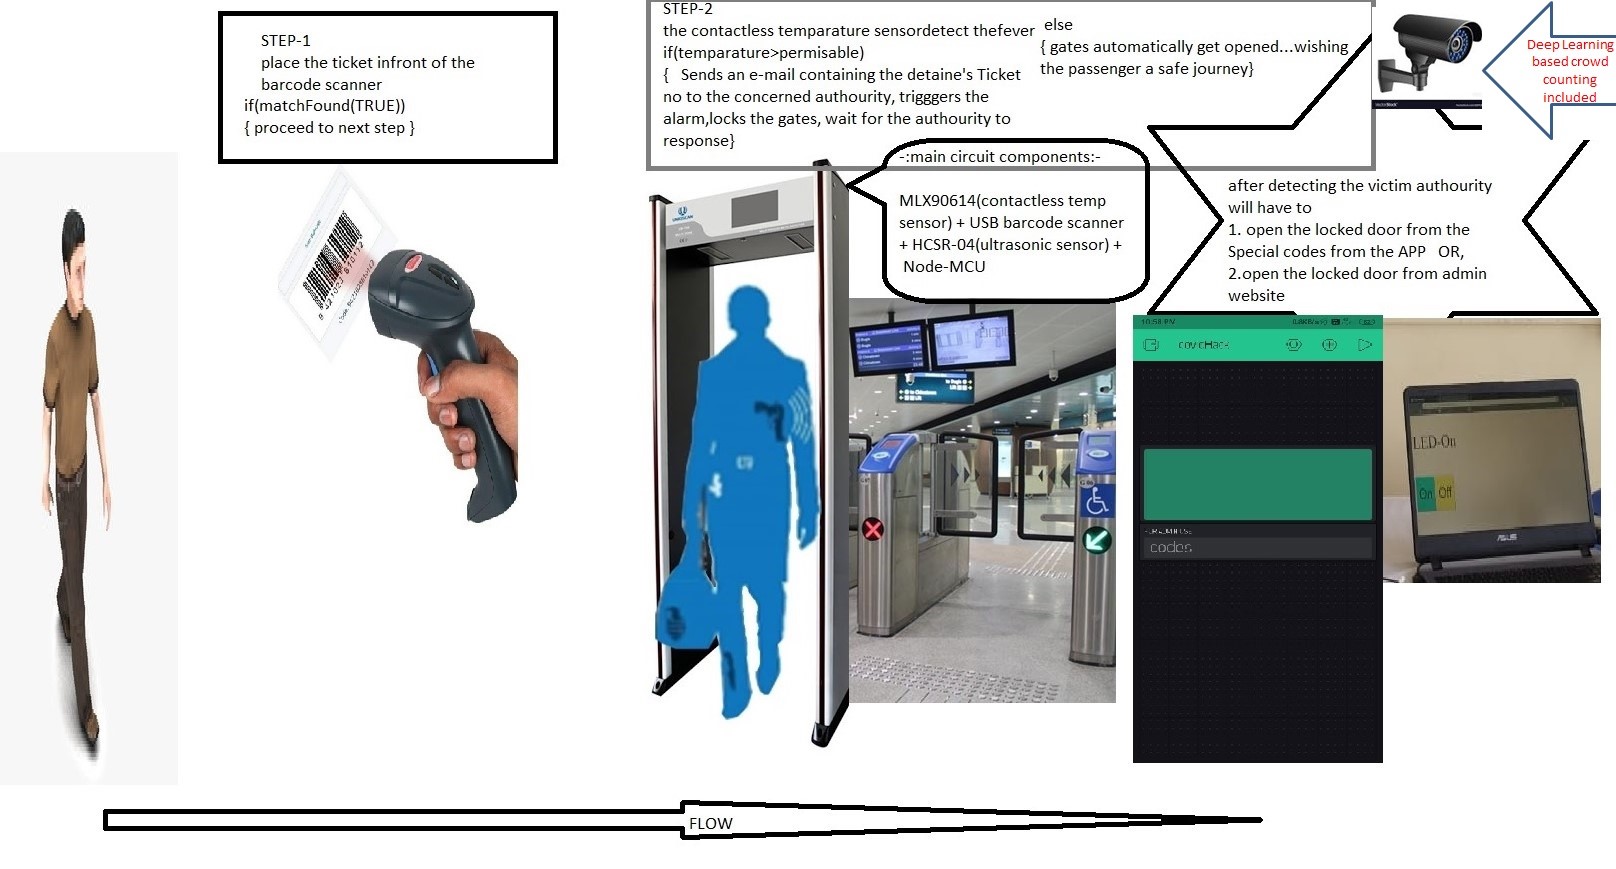 STEP-1
place the ticket infront of the
barcode scanner
if(matchFound(TRUE))
{ proceed to next step }
STEP-2
the contactless temparature sensordetect thefever
if(temparature>permisable)
{ Sends an e-mail containing the detaine's Ticket
no to the concerned authourity, trigggers the
alarm,locks the gates, wait for the authourity to
response}
else
{ gates automatically get opened...wishing
the passenger a safe journey}
Deep Learning
based crowd
counting
included
-:main circuit components:-
MLX90614(contactless temp
sensor) + USB barcode scanner
+ HCSR-04(ultrasonic sensor) +
Node-MCU
after detecting the victim authourity
will have to
1. open the locked door from the
Special codes from the APP OR,
2.open the locked door from admin
website
10:58 PM
covidHack
codes
LED-On
On Off
ASUS
FLOW